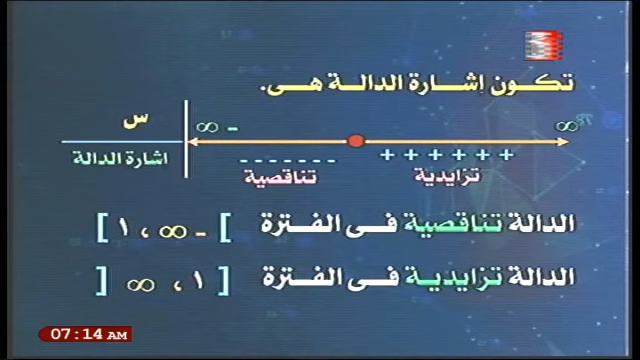 تكون إشارة الدالة هى.
س
∞ -
∞
اشارة الدالة
- - - - - - -
+ + + + + +
تناقصية
تزايدية
الدالة تناقصية فى الفترة ] - ∞ ، ١ [
الدالة تزايدية فى الفترة [ ١ ، ∞ [
07:14 AM